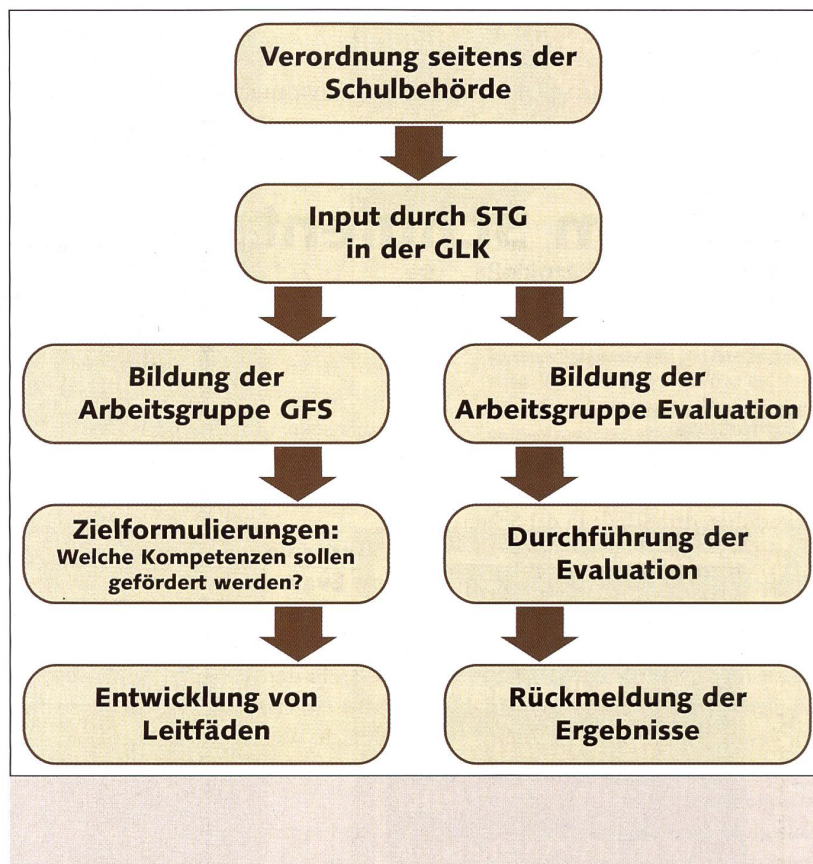 Verordnung seitens der
Schulbehörde
Input durch STG
in der GLK
Bildung der
Arbeitsgruppe GFS
Bildung der
Arbeitsgruppe Evaluation
Zielformulierungen:
Welche Kompetenzen sollen
gefördert werden?
Durchführung der
Evaluation
Entwicklung von
Leitfäden
Rückmeldung der
Ergebnisse